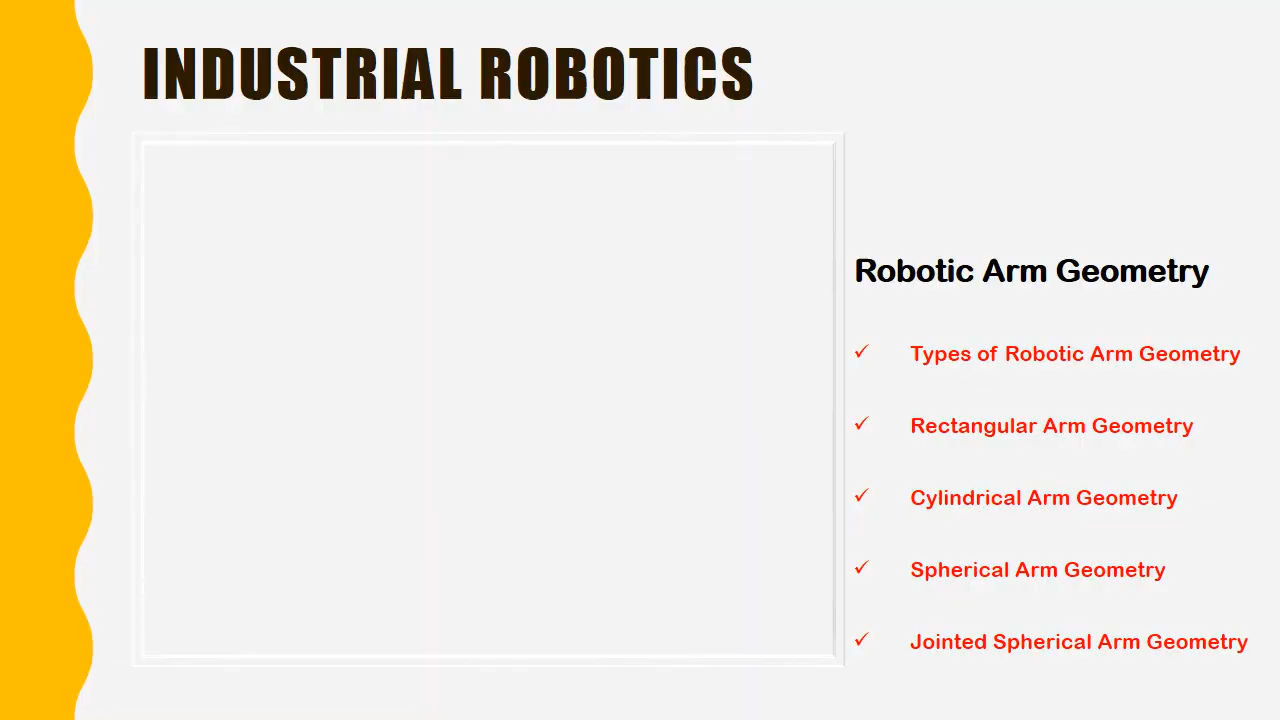 INDUSTRIAL ROBOTICS
Robotic Arm Geometry
✓ Types of Robotic Arm Geometry
✓ Rectangular Arm Geometry
✓ Cylindrical Arm Geometry
✓ Spherical Arm Geometry
✓ Jointed Spherical Arm Geometry